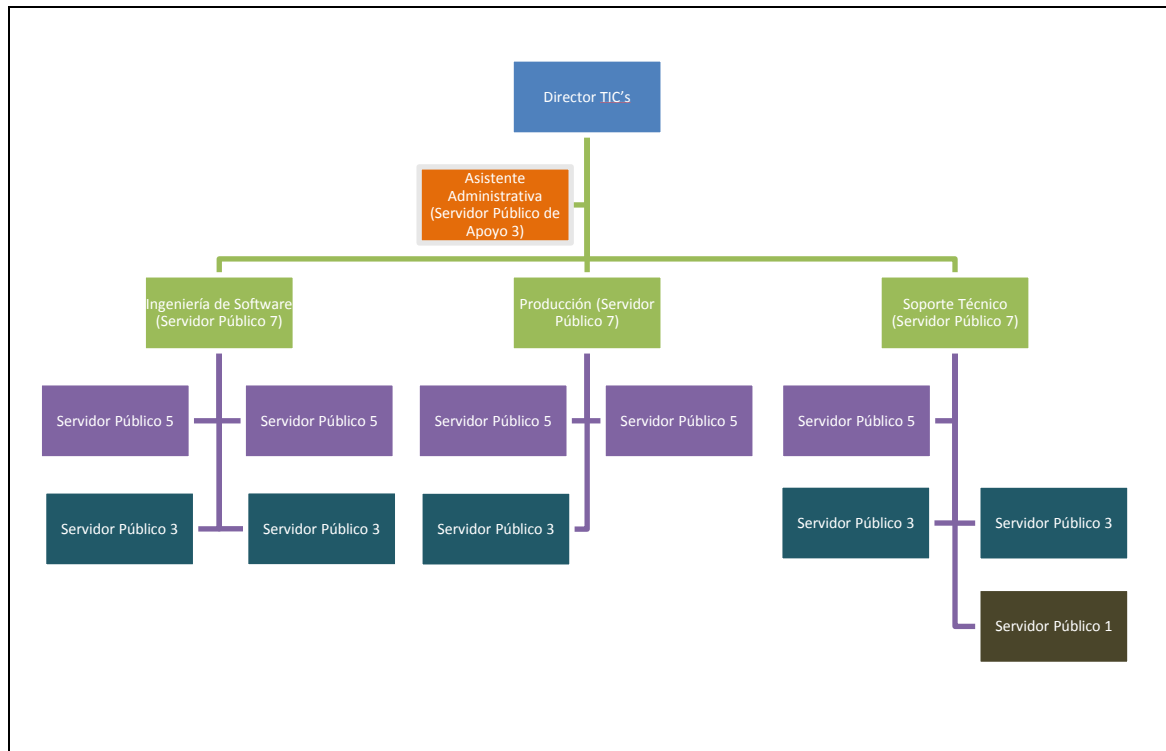 Director TIC's
Asistente
Administrativa
(Servidor Público de
Apoyo 3)
Ingeniería de Software
(Servidor Público 7)
Producción (Servidor
Público 7)
Soporte Técnico
(Servidor Público 7)
Servidor Público 5
Servidor Público 5
Servidor Público 5
Servidor Público 5
Servidor Público 5
Servidor Público 3
Servidor Público 3
Servidor Público 3
Servidor Público 3
Servidor Público 3
Servidor Público 1